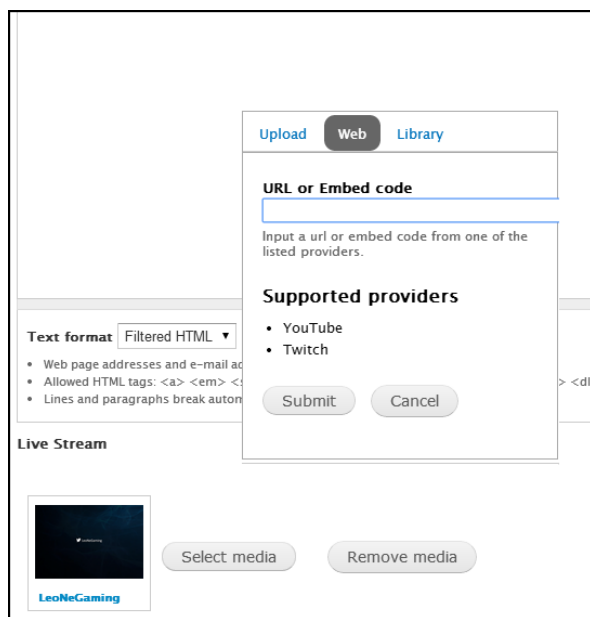 Upload Web Library
URL or Embed code
Input a url or embed code from one of the
listed providers.
Supported providers
• YouTube
• Twitch
Submit Cancel
Text format Filtered HTML
• Web page addresses and e-mail
• Allowed HTML tags: <a> <em>
• Lines and paragraphs break
Live Stream
Select media Remove media
LeoNeGaming